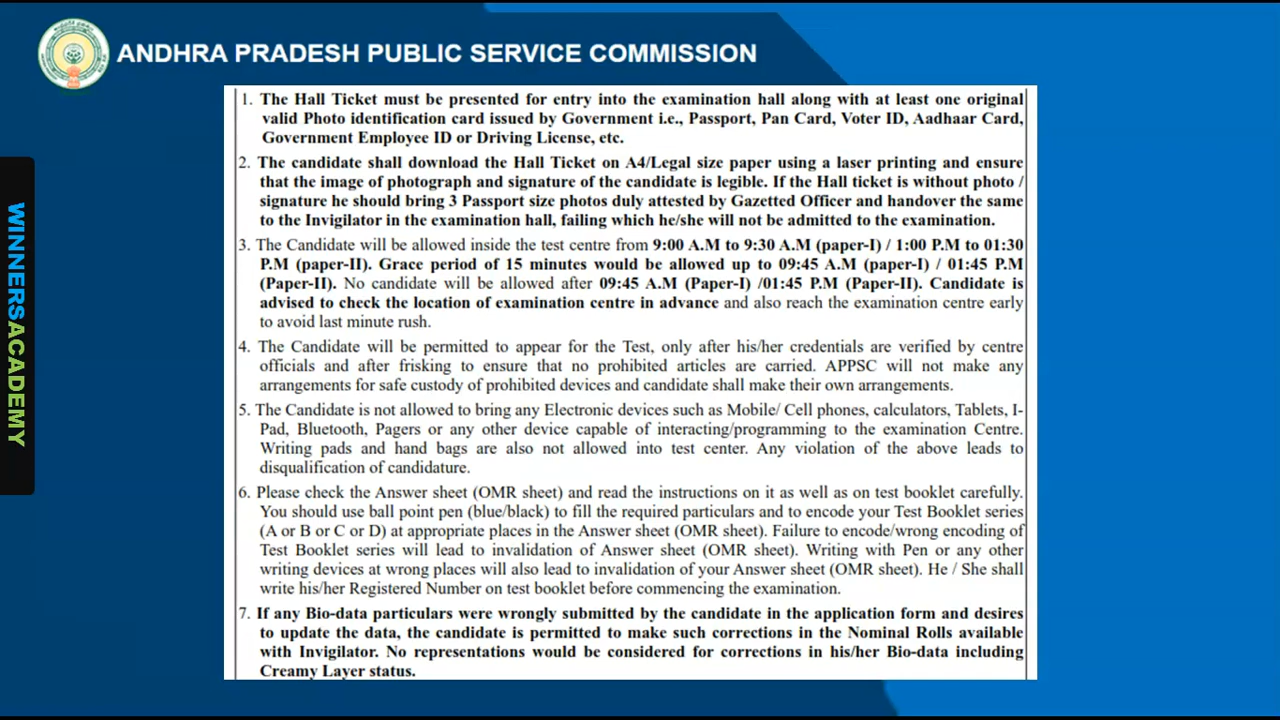 ANDHRA PRADESH PUBLIC SERVICE COMMISSION
1. The Hall Ticket must be presented for entry into the examination hall along with at least one original
valid Photo identification card issued by Government i.e., Passport, Pan Card, Voter ID, Aadhaar Card,
Government Employee ID or Driving License, etc.
2. The candidate shall download the Hall Ticket on A4/Legal size paper using a laser printing and ensure
that the image of photograph and signature of the candidate is legible. If the Hall ticket is without photo /
signature he should bring 3 Passport size photos duly attested by Gazetted Officer and handover the same
to the Invigilator in the examination hall, failing which he/she will not be admitted to the examination.
3. The Candidate will be allowed inside the test centre from 9:00 A.M to 9:30 A.M (paper-I) / 1:00 P.M to 01:30
P.M (paper-II). Grace period of 15 minutes would be allowed up to 09:45 A.M (paper-I) / 01:45 P.M
(Paper-II). No candidate will be allowed after 09:45 A.M (Paper-I) /01:45 P.M (Paper-II). Candidate is
advised to check the location of examination centre in advance and also reach the examination centre early
to avoid last minute rush.
4. The Candidate will be permitted to appear for the Test, only after his/her credentials are verified by centre
officials and after frisking to ensure that no prohibited articles are carried. APPSC will not make any
arrangements for safe custody of prohibited devices and candidate shall make their own arrangements.
5. The Candidate is not allowed to bring any Electronic devices such as Mobile/ Cell phones, calculators, Tablets, I-
Pad, Bluetooth, Pagers or any other device capable of interacting/programming to the examination Centre.
Writing pads and hand bags are also not allowed into test center. Any violation of the above leads to
disqualification of candidature.
6. Please check the Answer sheet (OMR sheet) and read the instructions on it as well as on test booklet carefully.
You should use ball point pen (blue/black) to fill the required particulars and to encode your Test Booklet series
(A or B or C or D) at appropriate places in the Answer sheet (OMR sheet). Failure to encode/wrong encoding of
Test Booklet series will lead to invalidation of Answer sheet (OMR sheet). Writing with Pen or any other
writing devices at wrong places will also lead to invalidation of your Answer sheet (OMR sheet). He / She shall
write his/her Registered Number on test booklet before commencing the examination.
7. If any Bio-data particulars were wrongly submitted by the candidate in the application form and desires
to update the data, the candidate is permitted to make such corrections in the Nominal Rolls available
with Invigilator. No representations would be considered for corrections in his/her Bio-data including
Creamy Layer status.
WINNERSACADEMY